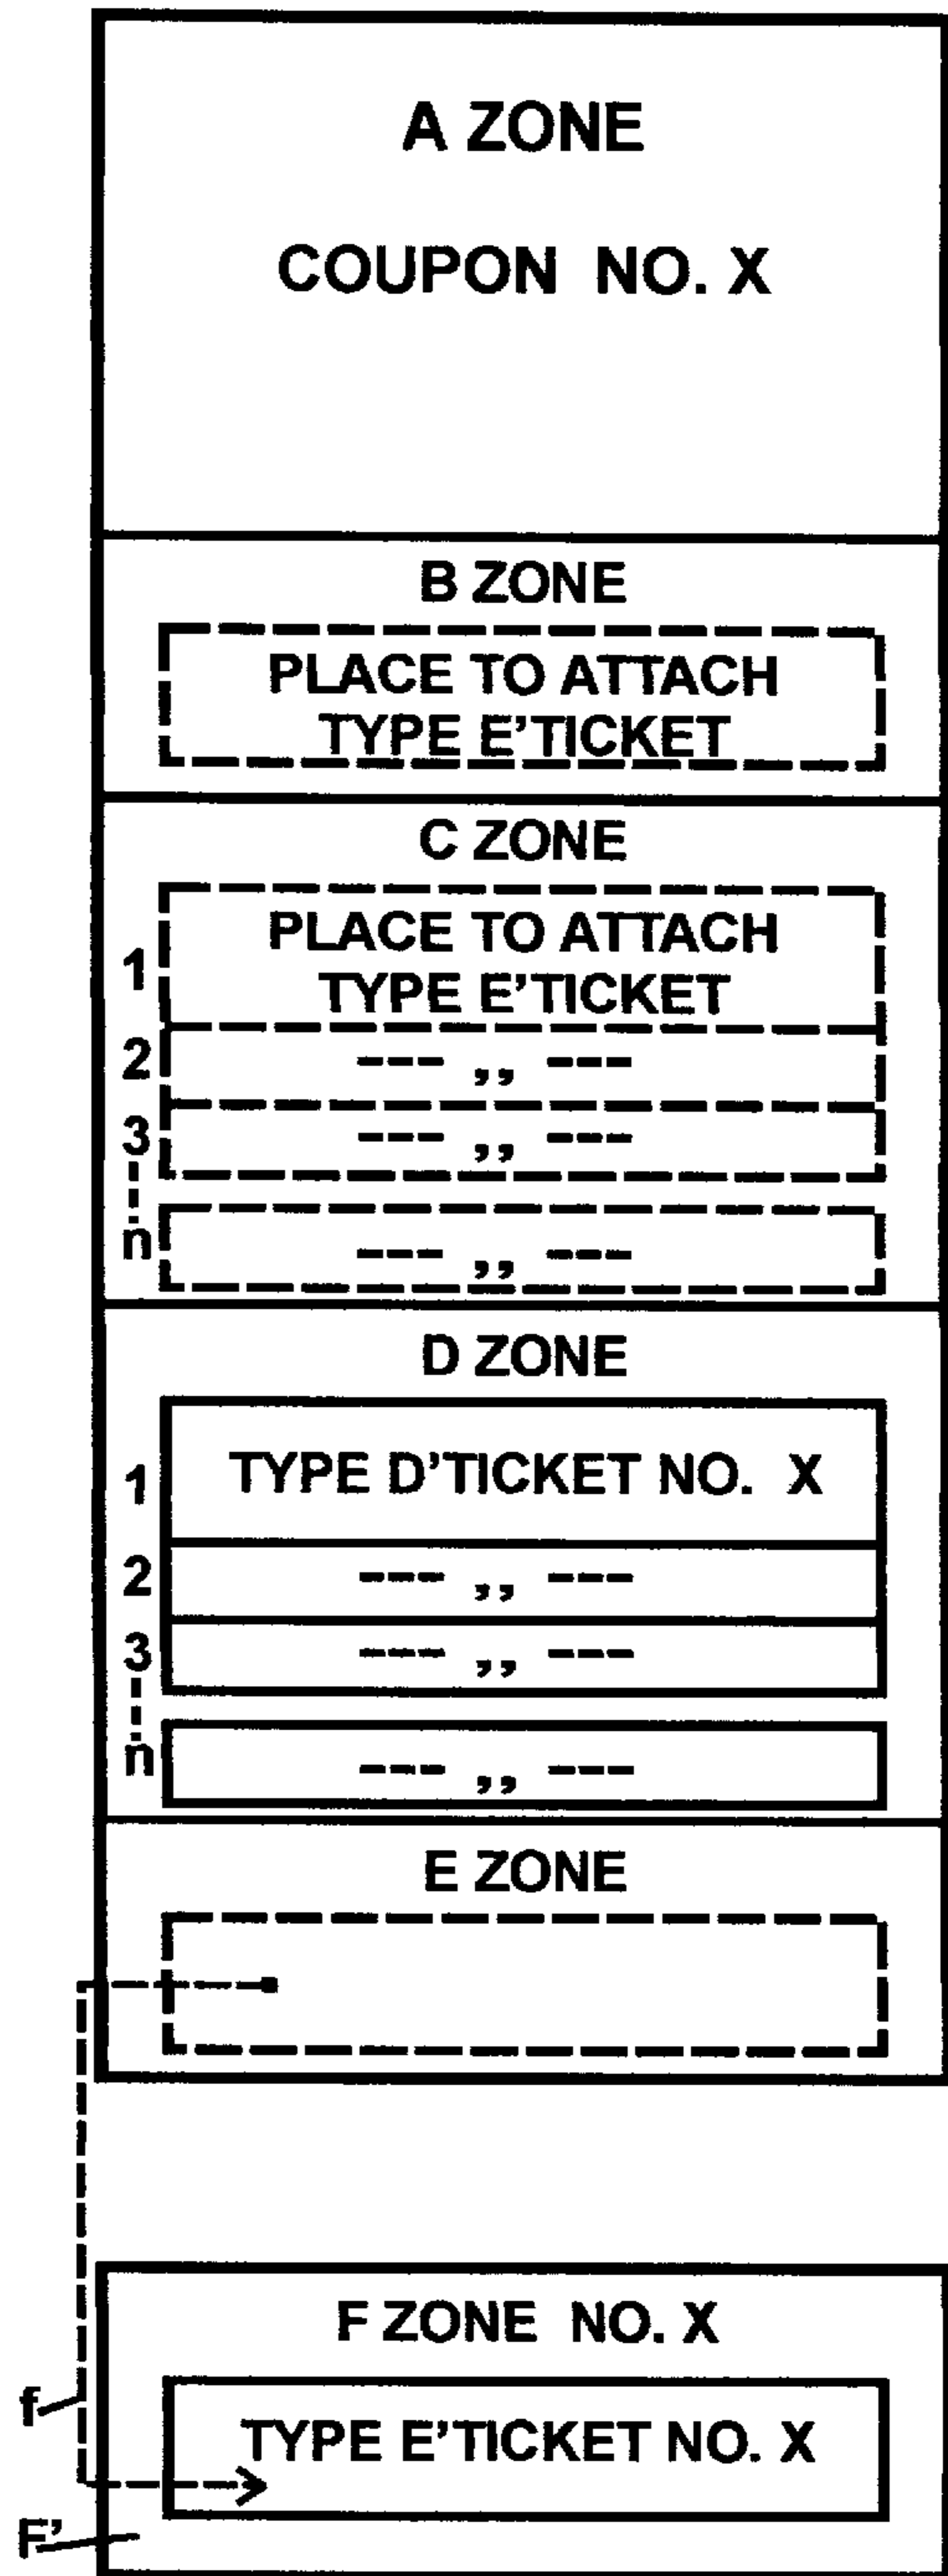 A ZONE
COUPON NO. X
B ZONE
PLACE TO ATTACH
TYPE E'TICKET
C ZONE
1 PLACE TO ATTACH
TYPE E'TICKET
2 --- ,, ---
3 --- ,, ---
n --- ,, ---
D ZONE
1 TYPE D'TICKET NO. X
2 --- ,, ---
3 --- ,, ---
n --- ,, ---
E ZONE
F ZONE NO. X
f
TYPE E'TICKET NO. X
F'